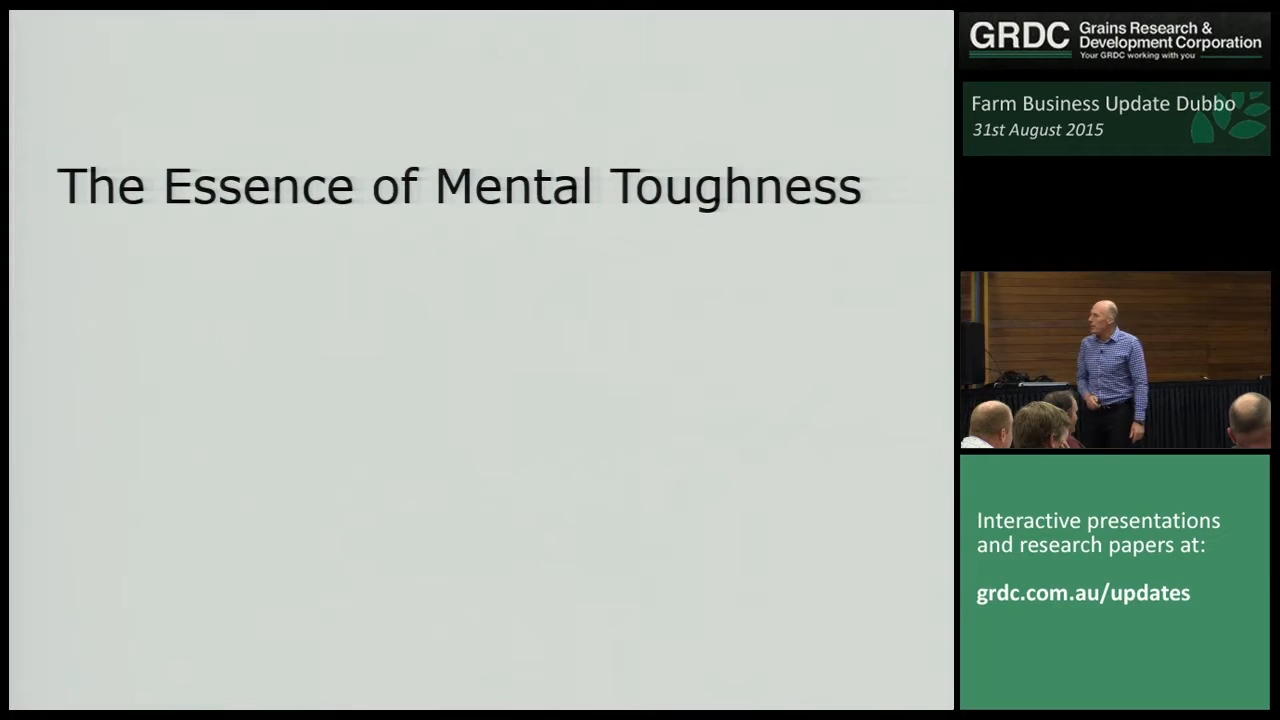 The Essence of Mental Toughness
GRDC
Grains Research &
Development Corporation
Your GRDC working with you
Farm Business Update Dubbo
31st August 2015
Interactive presentations
and research papers at:
grdc.com.au/updates